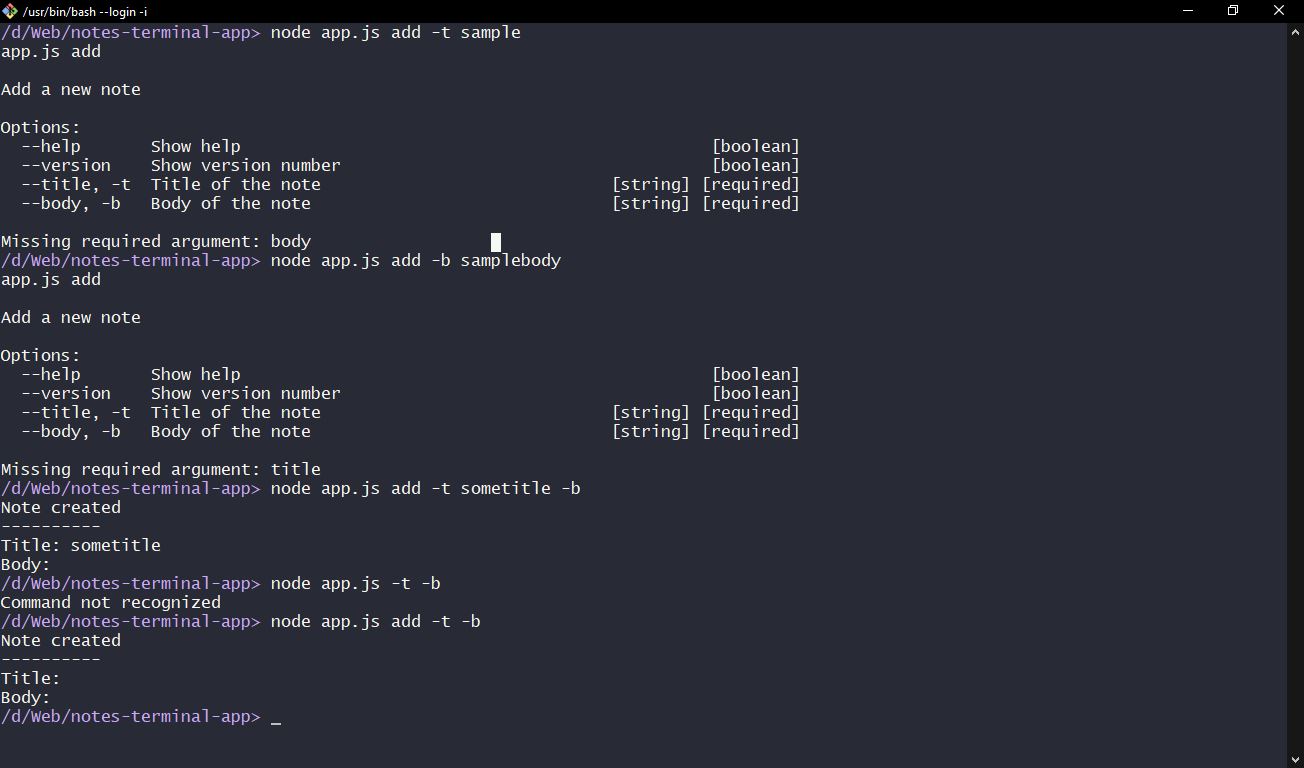 /usr/bin/bash --login -i
/d/Web/notes-terminal-app> node app.js add -t sample
app.js add
Add a new note
Options:
--help Show help [boolean]
--version Show version number [boolean]
--title, -t Title of the note [string] [required]
--body, -b Body of the note [string] [required]
Missing required argument: body
/d/Web/notes-terminal-app> node app.js add -b samplebody
app.js add
Add a new note
Options:
--help Show help [boolean]
--version Show version number [boolean]
--title, -t Title of the note [string] [required]
--body, -b Body of the note [string] [required]
Missing required argument: title
/d/Web/notes-terminal-app> node app.js add -t sometitle -b
Note created
----------
Title: sometitle
Body:
/d/Web/notes-terminal-app> node app.js -t -b
Command not recognized
/d/Web/notes-terminal-app> node app.js add -t -b
Note created
----------
Title:
Body:
/d/Web/notes-terminal-app> _